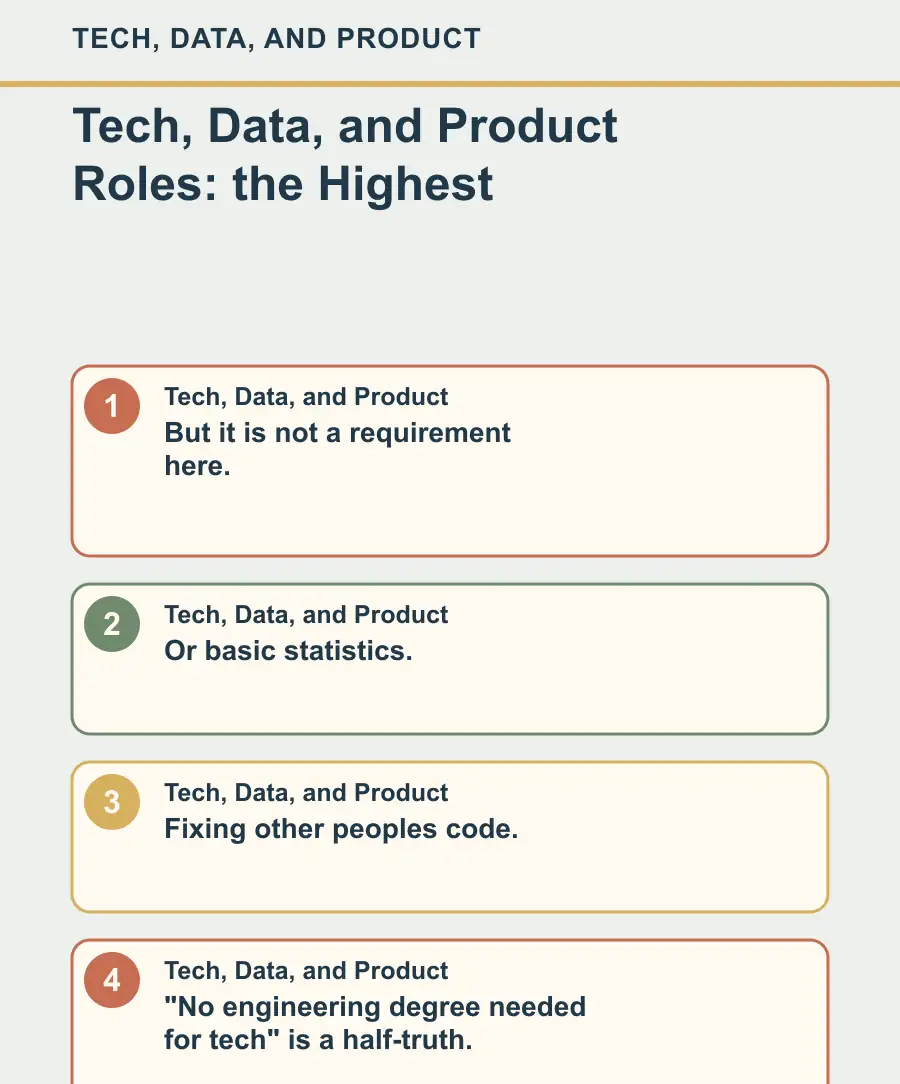 TECH, DATA, AND PRODUCT
Tech, Data, and Product
Roles: the Highest
1
Tech, Data, and Product
But it is not a requirement
here.
2
Tech, Data, and Product
Or basic statistics.
3
Tech, Data, and Product
Fixing other peoples code.
4
Tech, Data, and Product
"No engineering degree needed
for tech" is a half-truth.